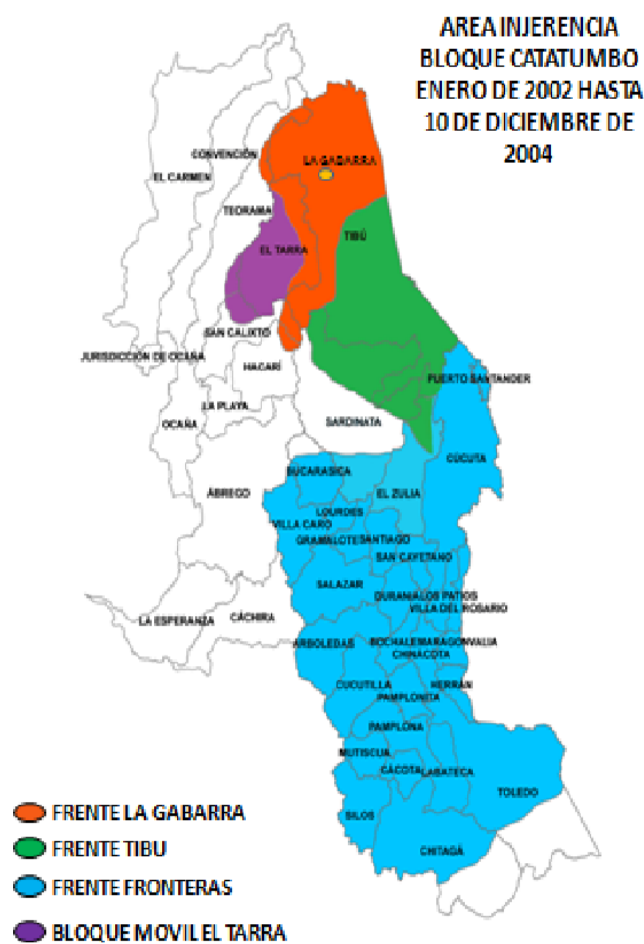 AREA INJERENCIA
BLOQUE CATATUMBO
ENERO DE 2002 HASTA
10 DE DICIEMBRE DE
2004
CONVENCIÓN
LA GABARRA
EL CARMEN
TEORAMA
TIBÚ
EL TARRA
SAN CALIXTO
JURISDICCIÓN DE OCAÑA
HACARÍ
PUERTO SANTANDER
LA PLAYA
OCAÑA
SARDINATA
CÚCUTA
BUCARASICA
ÁBREGO
EL ZULIA
LOURDES
VILLA CARO
GRAMALOTE
SANTIAGO
SAN CAYETANO
SALAZAR
DURANIA
LOS PATIOS
VILLA DEL ROSARIO
LA ESPERANZA
CÁCHIRA
ARBOLEDAS
BOCHALEMA
RAGONVALIA
CHINÁCOTA
CUCUTILLA
HERRÁN
PAMPLONITA
PAMPLONA
MUTISCUA
CÁCOTA
LABATECA
TOLEDO
SILOS
CHITAGÁ
FRENTE LA GABARRA
FRENTE TIBU
FRENTE FRONTERAS
BLOQUE MOVIL EL TARRA